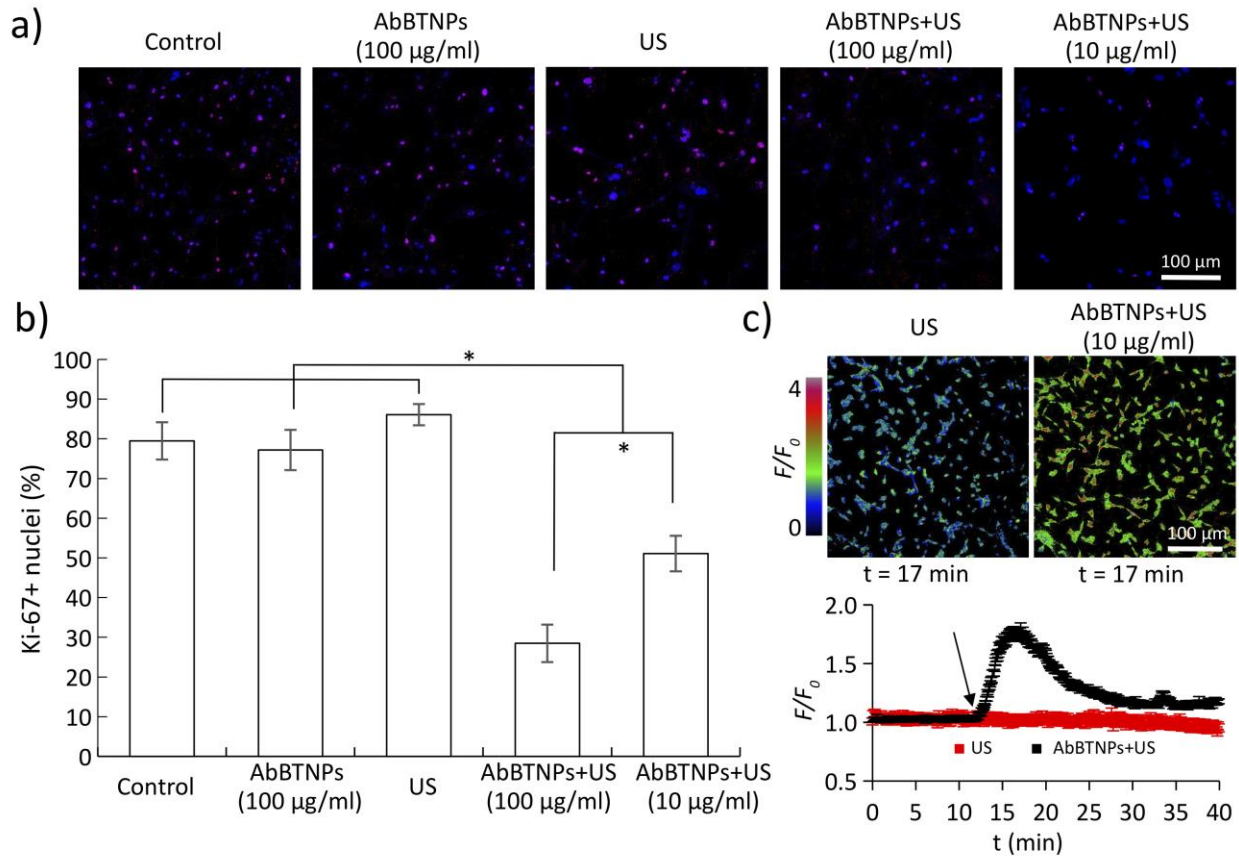 a)
Control
AbBTNPs
(100 µg/ml)
US
AbBTNPs+US
(100 µg/ml)
AbBTNPs+US
(10 µg/ml)
100 µm
b)
Ki-67+ nuclei (%)
100
90
80
70
60
50
40
30
20
10
0
*
*
Control
AbBTNPs
(100 µg/ml)
US
AbBTNPs+US
(100 µg/ml)
AbBTNPs+US
(10 µg/ml)
c)
US
AbBTNPs+US
(10 µg/ml)
4
F/F0
0
100 µm
t = 17 min
t = 17 min
F/F0
2.0
1.5
1.0
0.5
US
AbBTNPs+US
0 5 10 15 20 25 30 35 40
t (min)